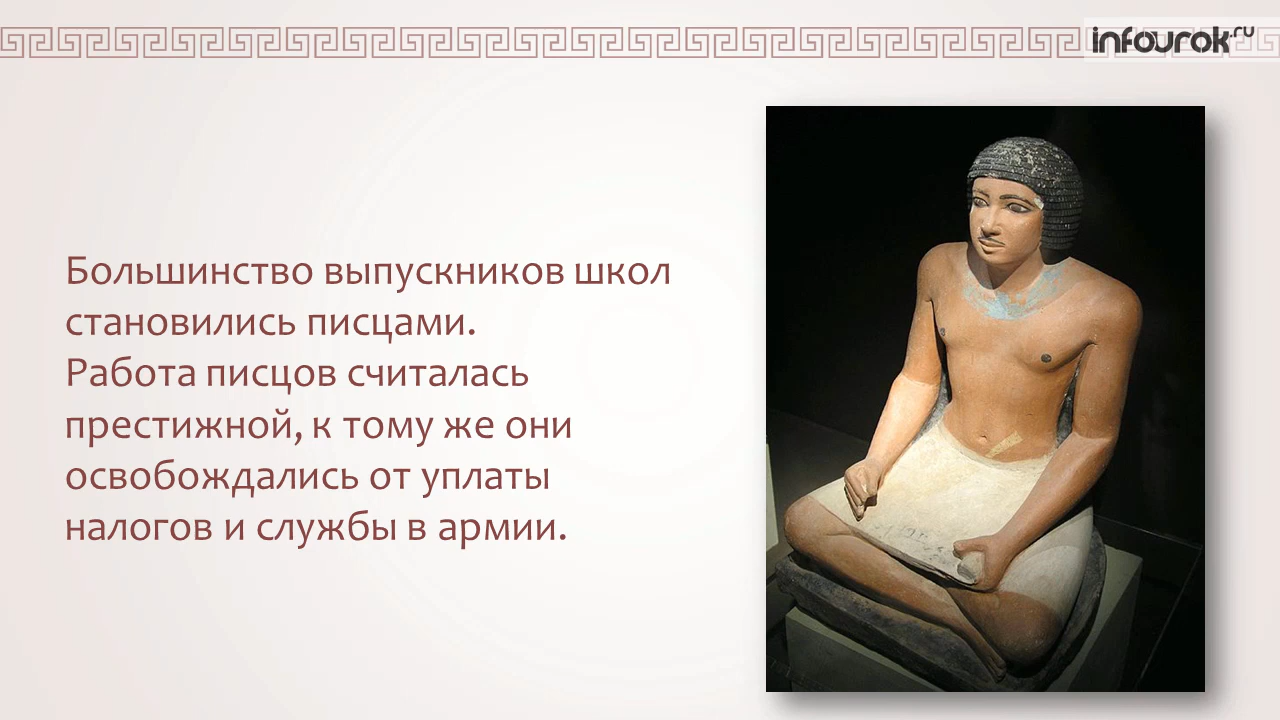 infourok.ru
Большинство выпускников школ
становились писцами.
Работа писцов считалась
престижной, к тому же они
освобождались от уплаты
налогов и службы в армии.